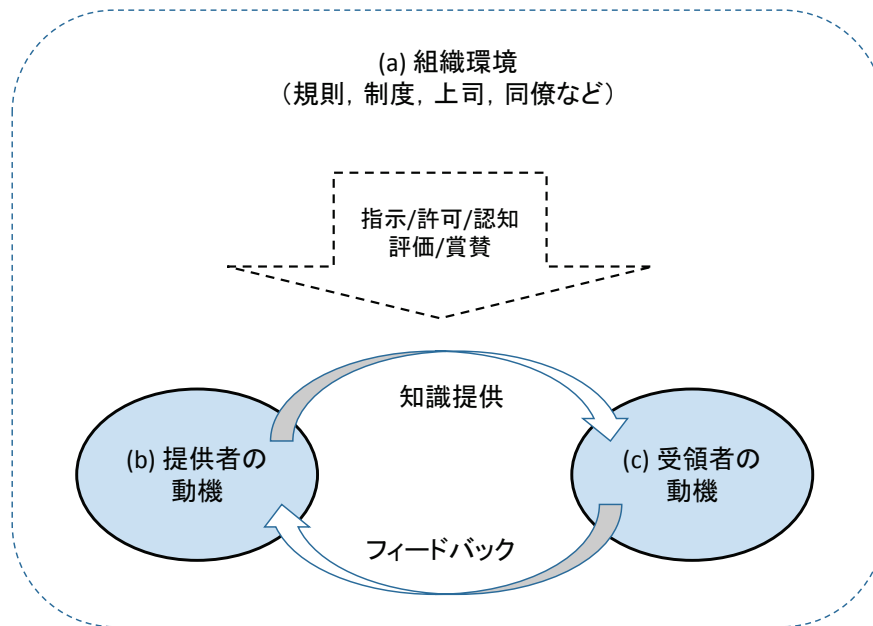 (a) 組織環境
（規則，制度，上司，同僚など）
指示/許可/認知
評価/賞賛
知識提供
(b) 提供者の
動機
(c) 受領者の
動機
フィードバック